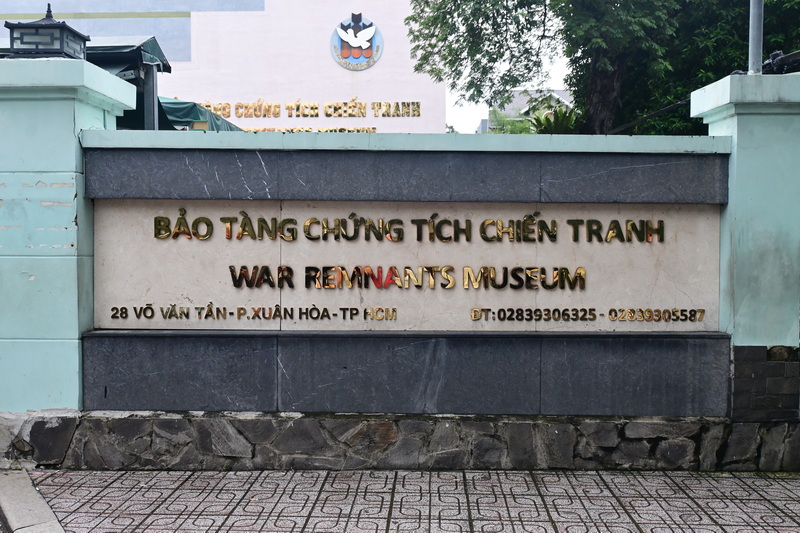 CHỨNG TÍCH CHIẾN TRANH
BẢO TÀNG CHỨNG TÍCH CHIẾN TRANH
WAR REMNANTS MUSEUM
28 VÕ VĂN TẦN - P.XUÂN HÒA - TP HCM
ĐT: 02839306325 - 02839305587